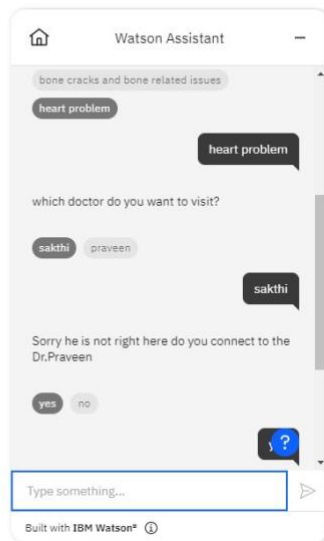 Watson Assistant
bone cracks and bone related issues
heart problem
heart problem
which doctor do you want to visit?
sakthi praveen
sakthi
Sorry he is not right here do you connect to the
Dr.Praveen
yes no
?
Type something...
Built with IBM Watson®